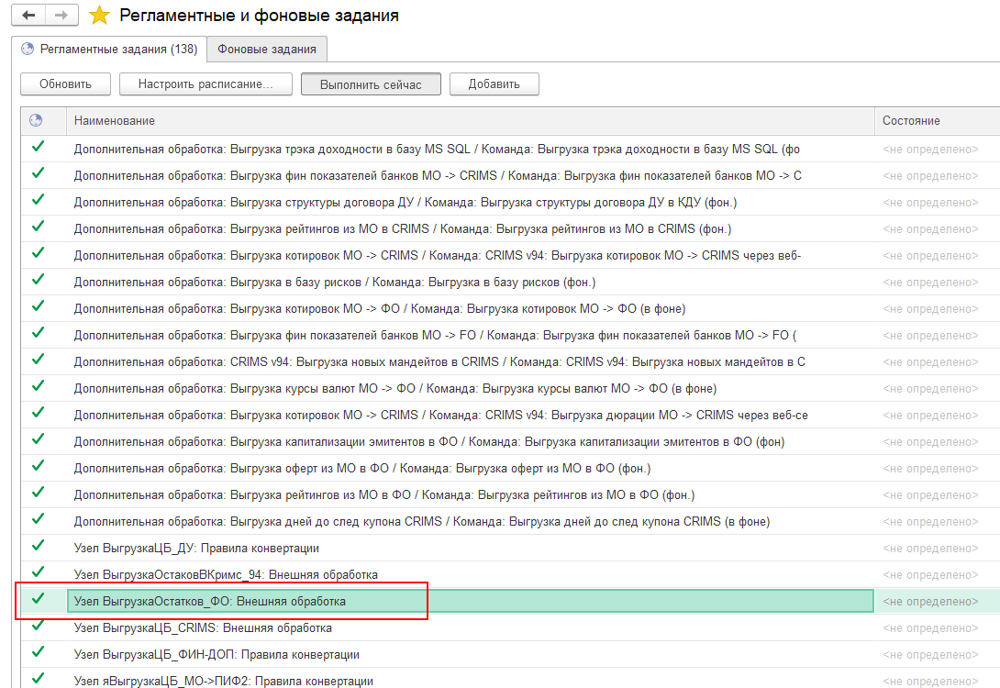 Регламентные и фоновые задания
Регламентные задания (138) Фоновые задания
Обновить Настроить расписание... Выполнить сейчас Добавить
Наименование Состояние
Дополнительная обработка: Выгрузка трэка доходности в базу MS SQL / Команда: Выгрузка трэка доходности в базу MS SQL (фо <не определено>
Дополнительная обработка: Выгрузка фин показателей банков МО -> CRIMS / Команда: Выгрузка фин показателей банков МО -> C <не определено>
Дополнительная обработка: Выгрузка структуры договора ДУ / Команда: Выгрузка структуры договора ДУ в КДУ (фон.) <не определено>
Дополнительная обработка: Выгрузка рейтингов из МО в CRIMS / Команда: Выгрузка рейтингов из МО в CRIMS (фон.) <не определено>
Дополнительная обработка: Выгрузка котировок МО -> CRIMS / Команда: CRIMS v94: Выгрузка котировок МО -> CRIMS через веб- <не определено>
Дополнительная обработка: Выгрузка в базу рисков / Команда: Выгрузка в базу рисков (фон.) <не определено>
Дополнительная обработка: Выгрузка котировок МО -> ФО / Команда: Выгрузка котировок МО -> ФО (в фоне) <не определено>
Дополнительная обработка: Выгрузка фин показателей банков МО -> FO / Команда: Выгрузка фин показателей банков МО -> FO ( <не определено>
Дополнительная обработка: CRIMS v94: Выгрузка новых мандейтов в CRIMS / Команда: CRIMS v94: Выгрузка новых мандейтов в C <не определено>
Дополнительная обработка: Выгрузка курсы валют МО -> ФО / Команда: Выгрузка курсы валют МО -> ФО (в фоне) <не определено>
Дополнительная обработка: Выгрузка котировок МО -> CRIMS / Команда: CRIMS v94: Выгрузка дюрации МО -> CRIMS через веб-се <не определено>
Дополнительная обработка: Выгрузка капитализации эмитентов в ФО / Команда: Выгрузка капитализации эмитентов в ФО (фон) <не определено>
Дополнительная обработка: Выгрузка оферт из МО в ФО / Команда: Выгрузка оферт из МО в ФО (фон.) <не определено>
Дополнительная обработка: Выгрузка рейтингов из МО в ФО / Команда: Выгрузка рейтингов из МО в ФО (фон.) <не определено>
Дополнительная обработка: Выгрузка дней до след купона CRIMS / Команда: Выгрузка дней до след купона CRIMS (в фоне) <не определено>
Узел ВыгрузкаЦБ_ДУ: Правила конвертации <не определено>
Узел ВыгрузкаОстаковВКримс_94: Внешняя обработка <не определено>
Узел ВыгрузкаОстатков_ФО: Внешняя обработка <не определено>
Узел ВыгрузкаЦБ_CRIMS: Внешняя обработка <не определено>
Узел ВыгрузкаЦБ_ФИН-ДОП: Правила конвертации <не определено>
Узел яВыгрузкаЦБ_МО->ПИФ2: Правила конвертации <не определено>